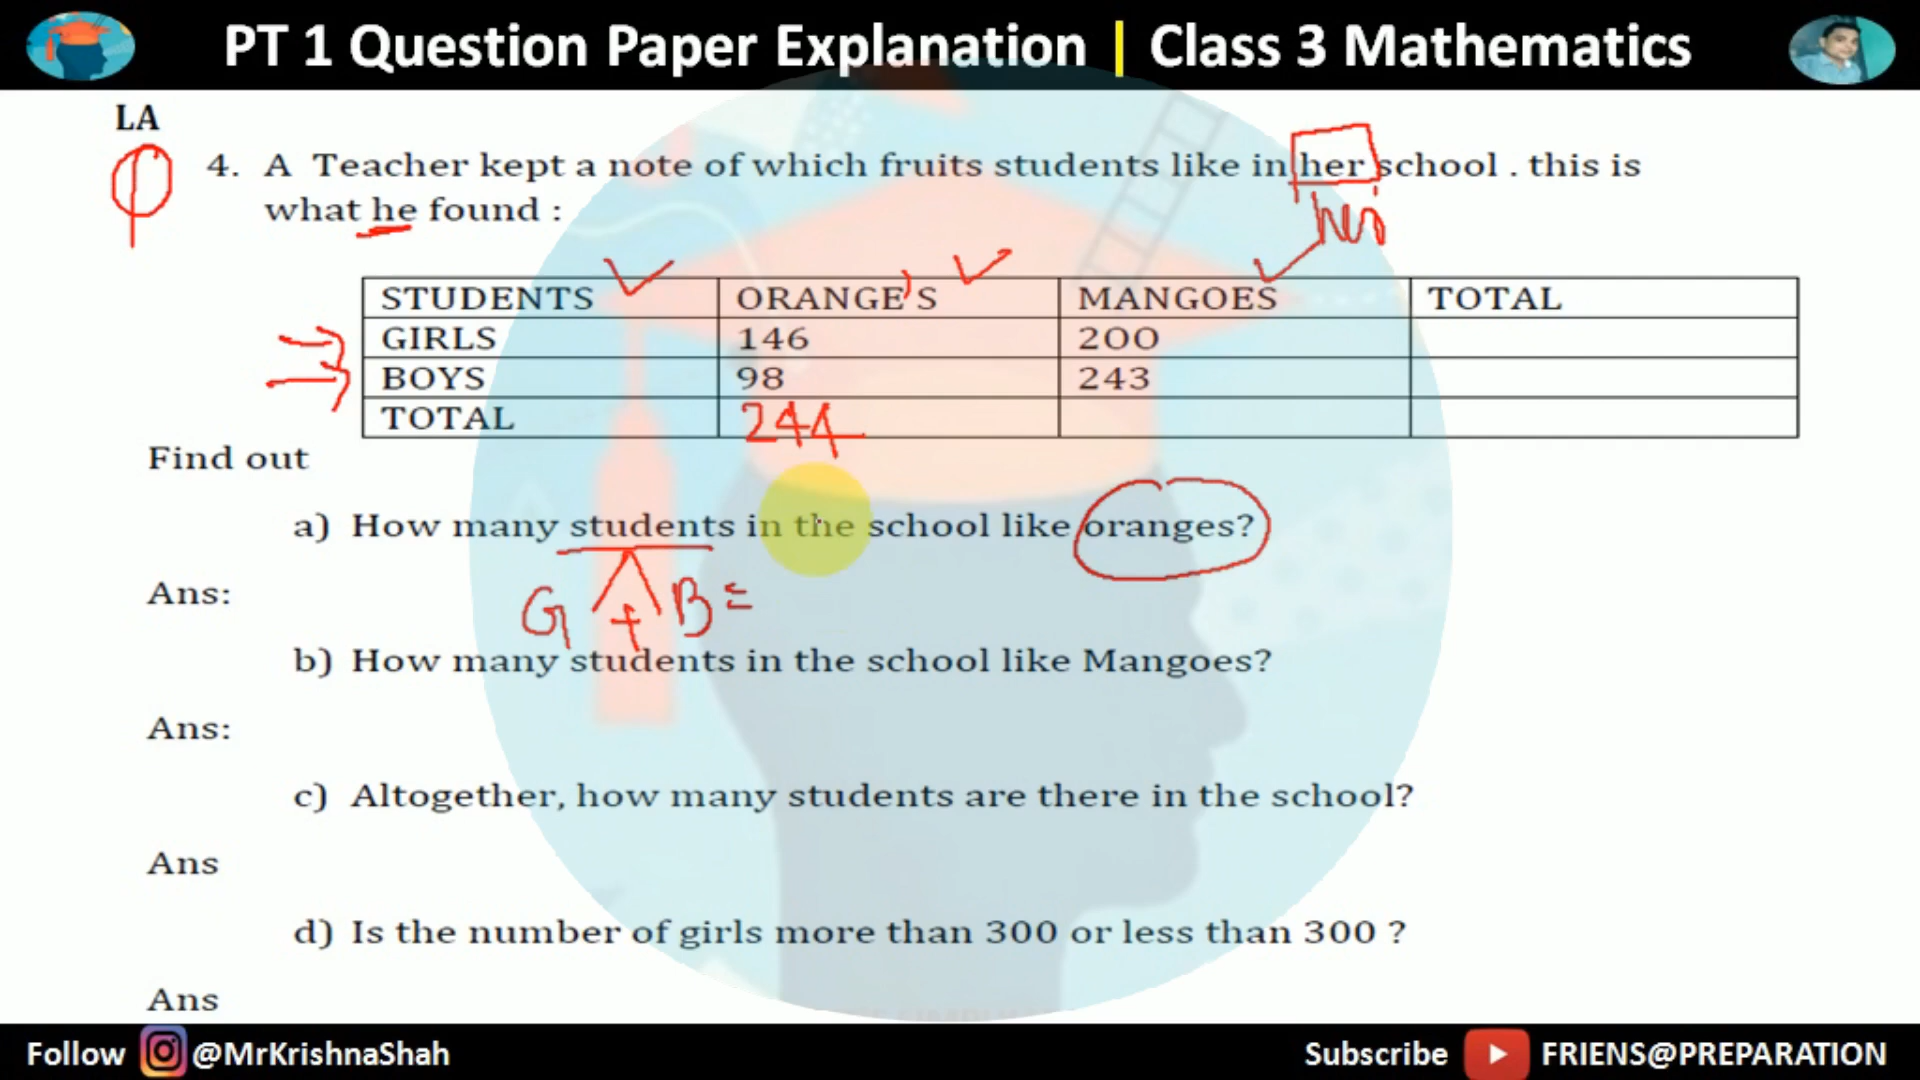 PT 1 Question Paper Explanation | Class 3 Mathematics
LA
4. A Teacher kept a note of which fruits students like in her school . this is
his
what he found :
STUDENTS ORANGE'S MANGOES TOTAL
GIRLS 146 200
BOYS 98 243
TOTAL 244
Find out
a) How many students in the school like oranges?
Ans:
G + B =
b) How many students in the school like Mangoes?
Ans:
c) Altogether, how many students are there in the school?
Ans
d) Is the number of girls more than 300 or less than 300 ?
Ans
Follow @MrKrishnaShah
Subscribe FRIENS@PREPARATION